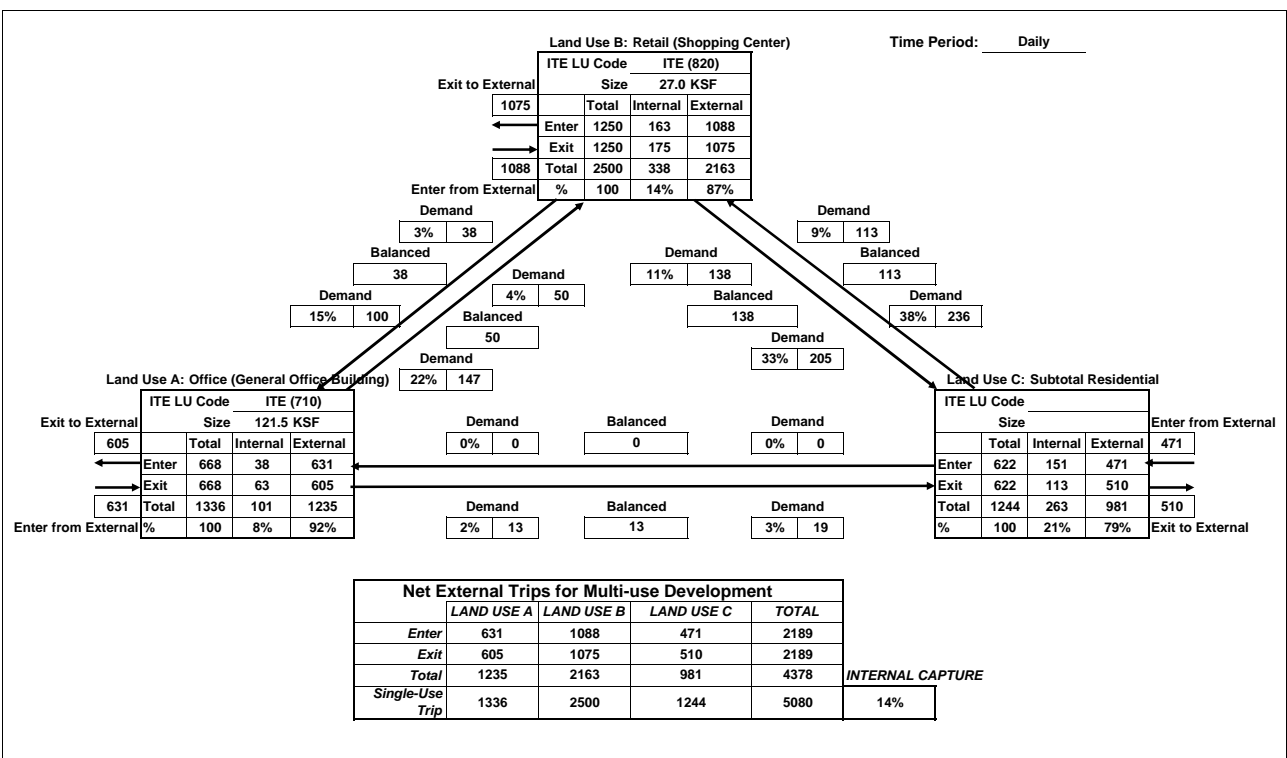 Land Use B: Retail (Shopping Center)
Time Period: Daily
ITE LU Code ITE (820)
Exit to External Size 27.0 KSF
1075 Total Internal External
Enter 1250 163 1088
Exit 1250 175 1075
1088 Total 2500 338 2163
Enter from External % 100 14% 87%
Demand Demand
3% 38 9% 113
Balanced Demand Balanced
38 Demand 11% 138 113
Demand 4% 50 Balanced Demand
15% 100 Balanced 138 38% 236
50 Demand
Demand 33% 205
Land Use A: Office (General Office Building) 22% 147 Land Use C: Subtotal Residential
ITE LU Code ITE (710) ITE LU Code
Exit to External Size 121.5 KSF Demand Balanced Demand Size Enter from External
605 Total Internal External 0% 0 0 0% 0 Total Internal External 471
Enter 668 38 631 Enter 622 151 471
Exit 668 63 605 Exit 622 113 510
631 Total 1336 101 1235 Demand Balanced Demand Total 1244 263 981 510
Enter from External % 100 8% 92% 2% 13 13 3% 19 % 100 21% 79% Exit to External
Net External Trips for Multi-use Development
LAND USE A LAND USE B LAND USE C TOTAL
Enter 631 1088 471 2189
Exit 605 1075 510 2189
Total 1235 2163 981 4378 INTERNAL CAPTURE
Single-Use
Trip 1336 2500 1244 5080 14%